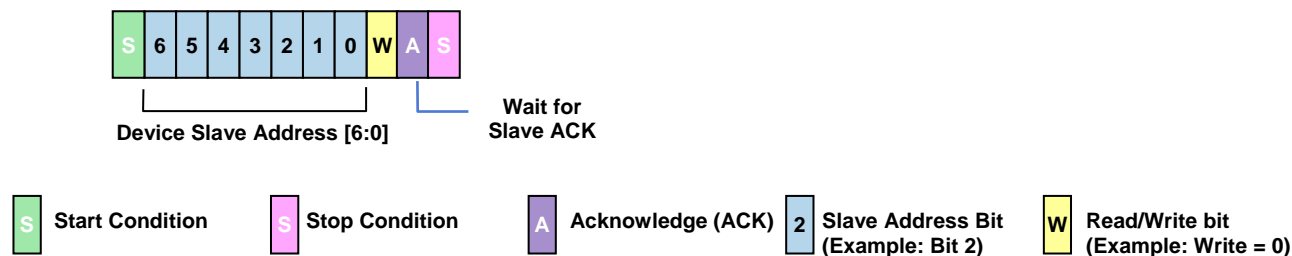 S 6 5 4 3 2 1 0 W A S
Device Slave Address [6:0]
Wait for
Slave ACK
S Start Condition
S Stop Condition
A Acknowledge (ACK)
2 Slave Address Bit
(Example: Bit 2)
W Read/Write bit
(Example: Write = 0)